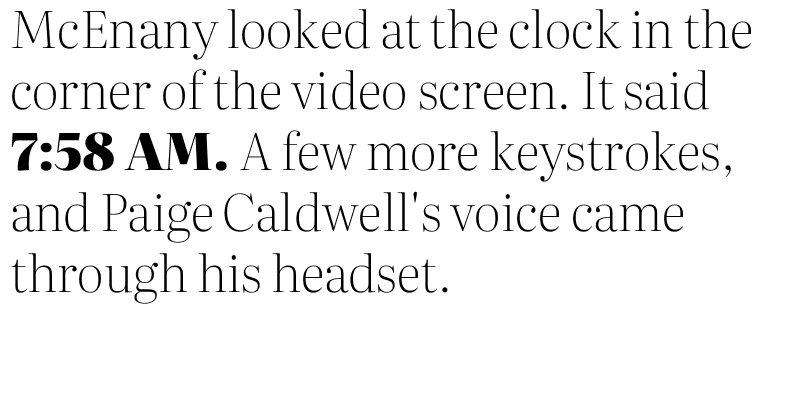 McEnany looked at the clock in the
corner of the video screen. It said
7:58 AM. A few more keystrokes,
and Paige Caldwell's voice came
through his headset.